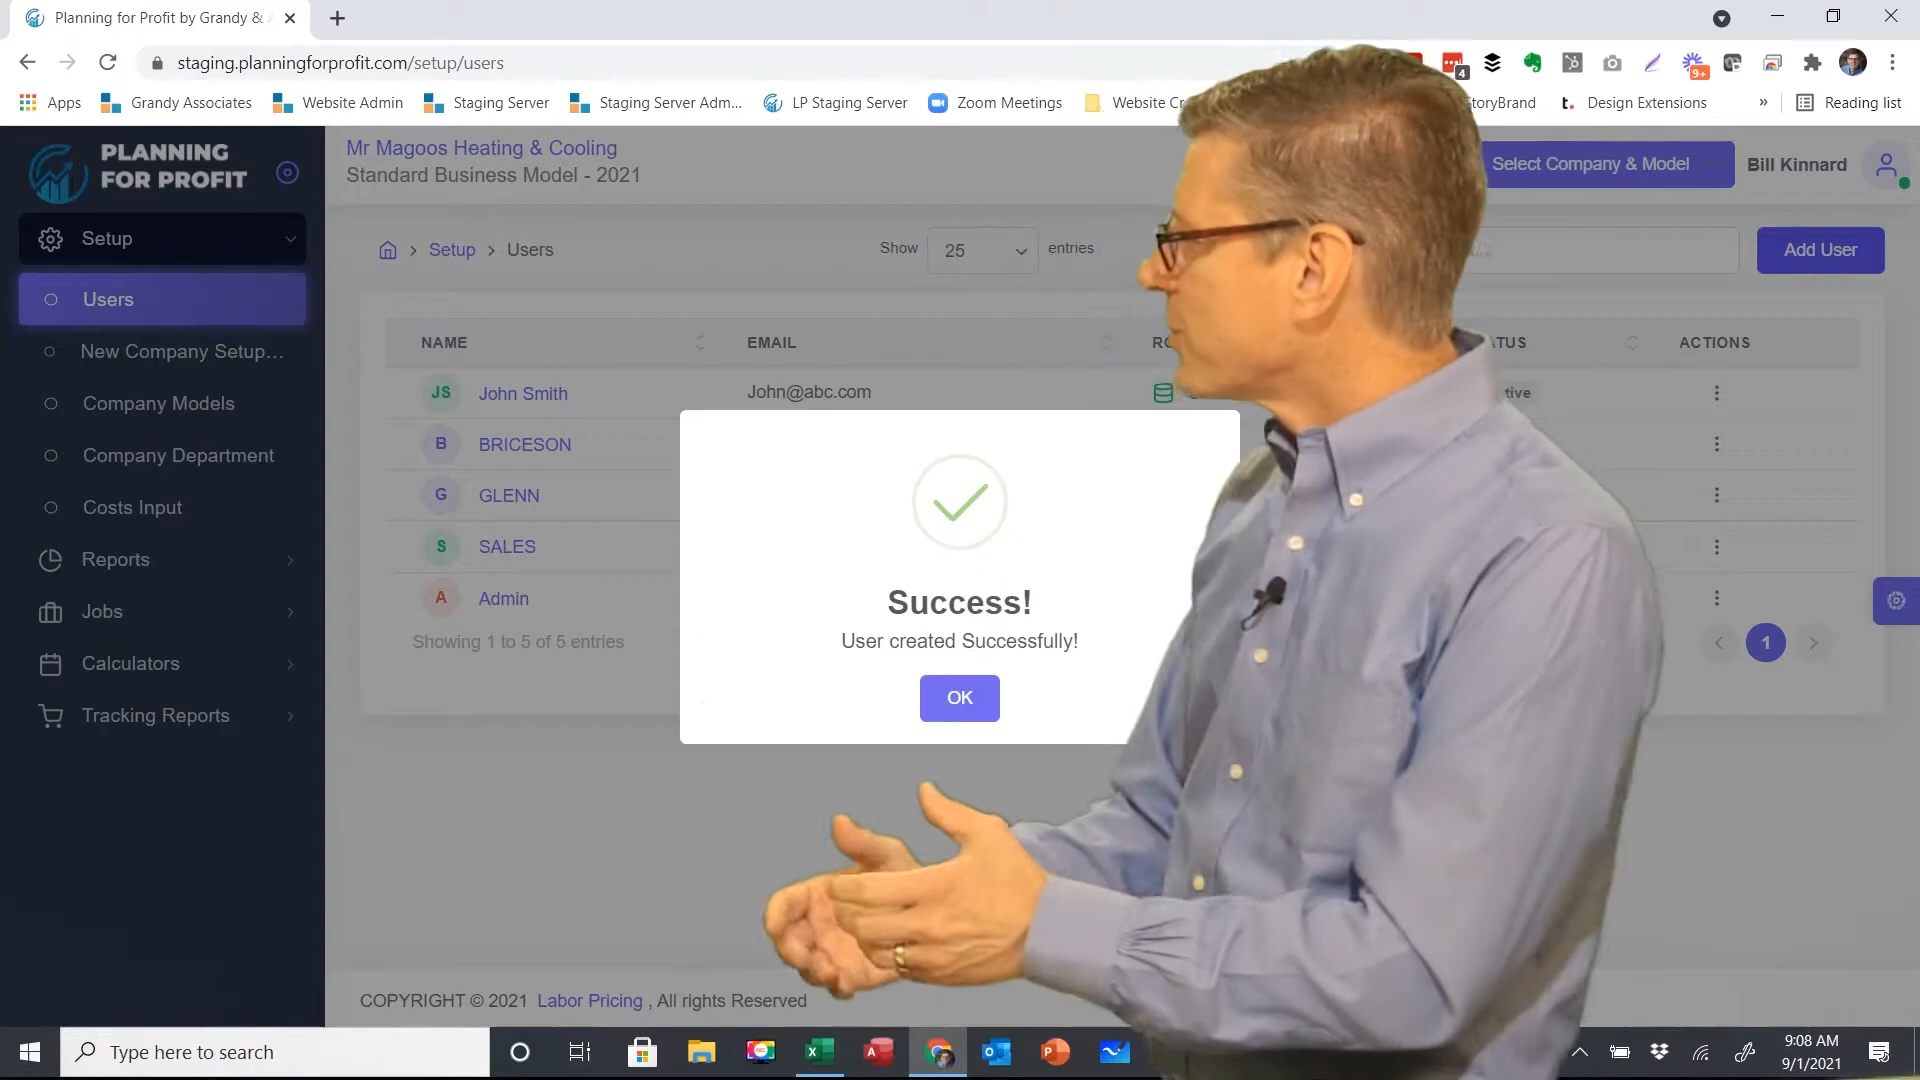 Planning for Profit by Grandy &
staging.planningforprofit.com/setup/users
4
9+
Apps
Grandy Associates
Website Admin
Staging Server
Staging Server Adm...
LP Staging Server
Zoom Meetings
Website
toryBrand
Design Extensions
»
Reading list
PLANNING
FOR PROFIT
Mr Magoos Heating & Cooling
Standard Business Model - 2021
Select Company & Model
Bill Kinnard
Setup
Users
New Company Setup...
Company Models
Company Department
Costs Input
Reports
Jobs
Calculators
Tracking Reports
Setup > Users
Show 25 entries
Add User
NAME EMAIL ATUS ACTIONS
JS John Smith John@abc.com tive
B BRICESON
G GLENN
S SALES
A Admin
Showing 1 to 5 of 5 entries
1
Success!
User created Successfully!
OK
COPYRIGHT © 2021 Labor Pricing , All rights Reserved
Type here to search
9:08 AM
9/1/2021